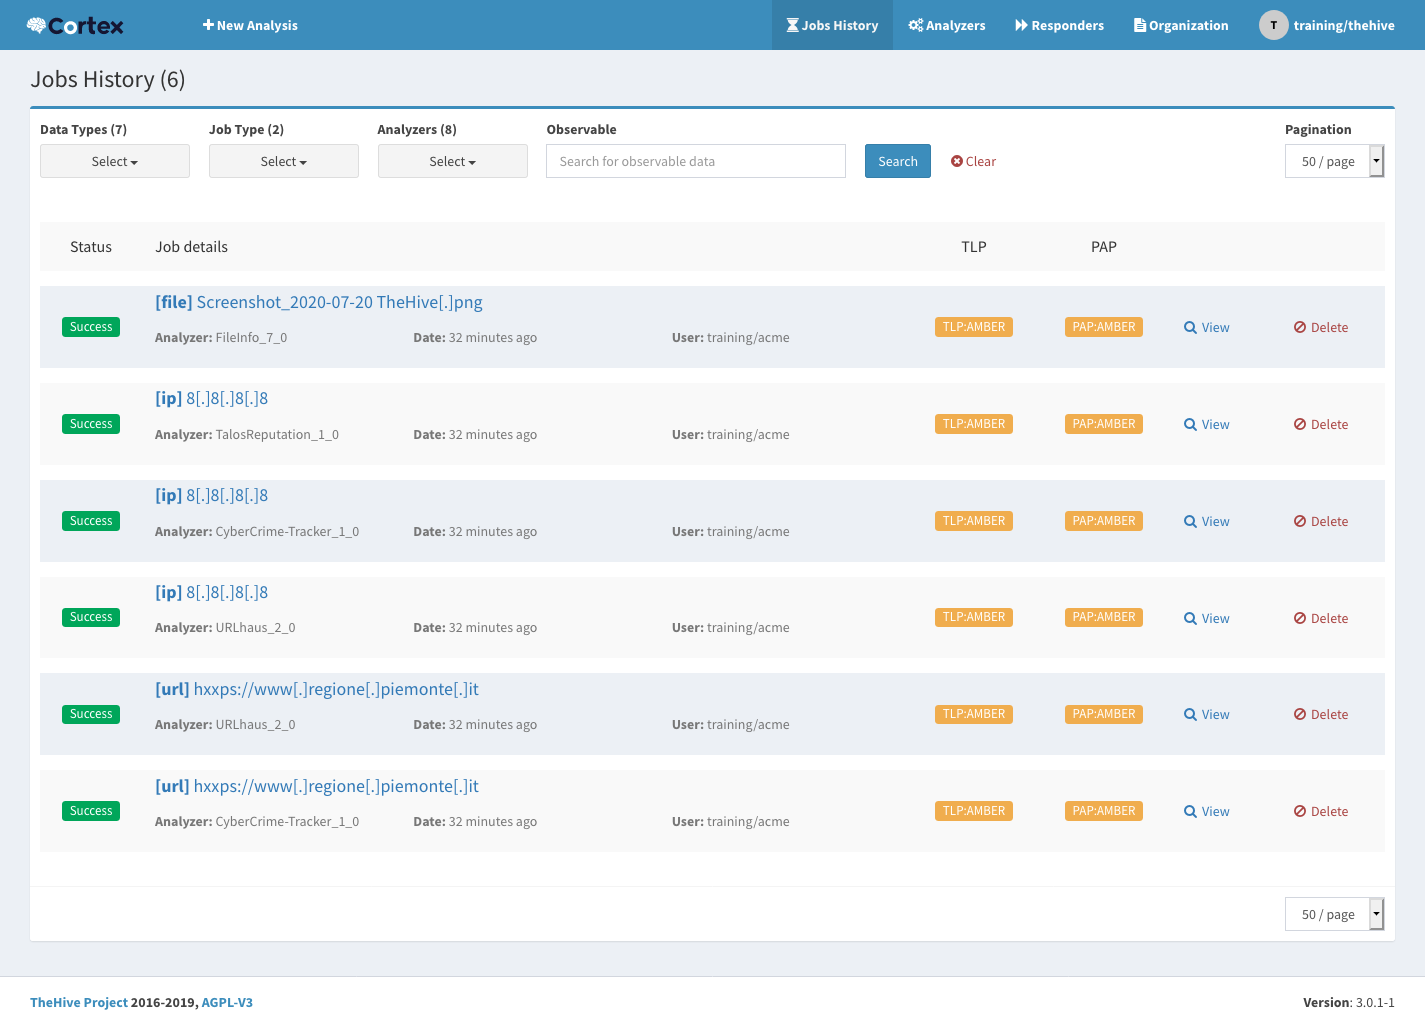 Cortex New Analysis Jobs History Analyzers Responders Organization T training/thehive
Jobs History (6)
Data Types (7) Job Type (2) Analyzers (8) Observable Pagination
Select Select Select Search for observable data Search Clear 50 / page
Status Job details TLP PAP
[file] Screenshot_2020-07-20 TheHive[.]png
Success TLP:AMBER PAP:AMBER View Delete
Analyzer: FileInfo_7_0 Date: 32 minutes ago User: training/acme
[ip] 8[.]8[.]8[.]8
Success TLP:AMBER PAP:AMBER View Delete
Analyzer: TalosReputation_1_0 Date: 32 minutes ago User: training/acme
[ip] 8[.]8[.]8[.]8
Success TLP:AMBER PAP:AMBER View Delete
Analyzer: CyberCrime-Tracker_1_0 Date: 32 minutes ago User: training/acme
[ip] 8[.]8[.]8[.]8
Success TLP:AMBER PAP:AMBER View Delete
Analyzer: URLhaus_2_0 Date: 32 minutes ago User: training/acme
[url] hxxps://www[.]regione[.]piemonte[.]it
Success TLP:AMBER PAP:AMBER View Delete
Analyzer: URLhaus_2_0 Date: 32 minutes ago User: training/acme
[url] hxxps://www[.]regione[.]piemonte[.]it
Success TLP:AMBER PAP:AMBER View Delete
Analyzer: CyberCrime-Tracker_1_0 Date: 32 minutes ago User: training/acme
50 / page
TheHive Project 2016-2019, AGPL-V3 Version: 3.0.1-1